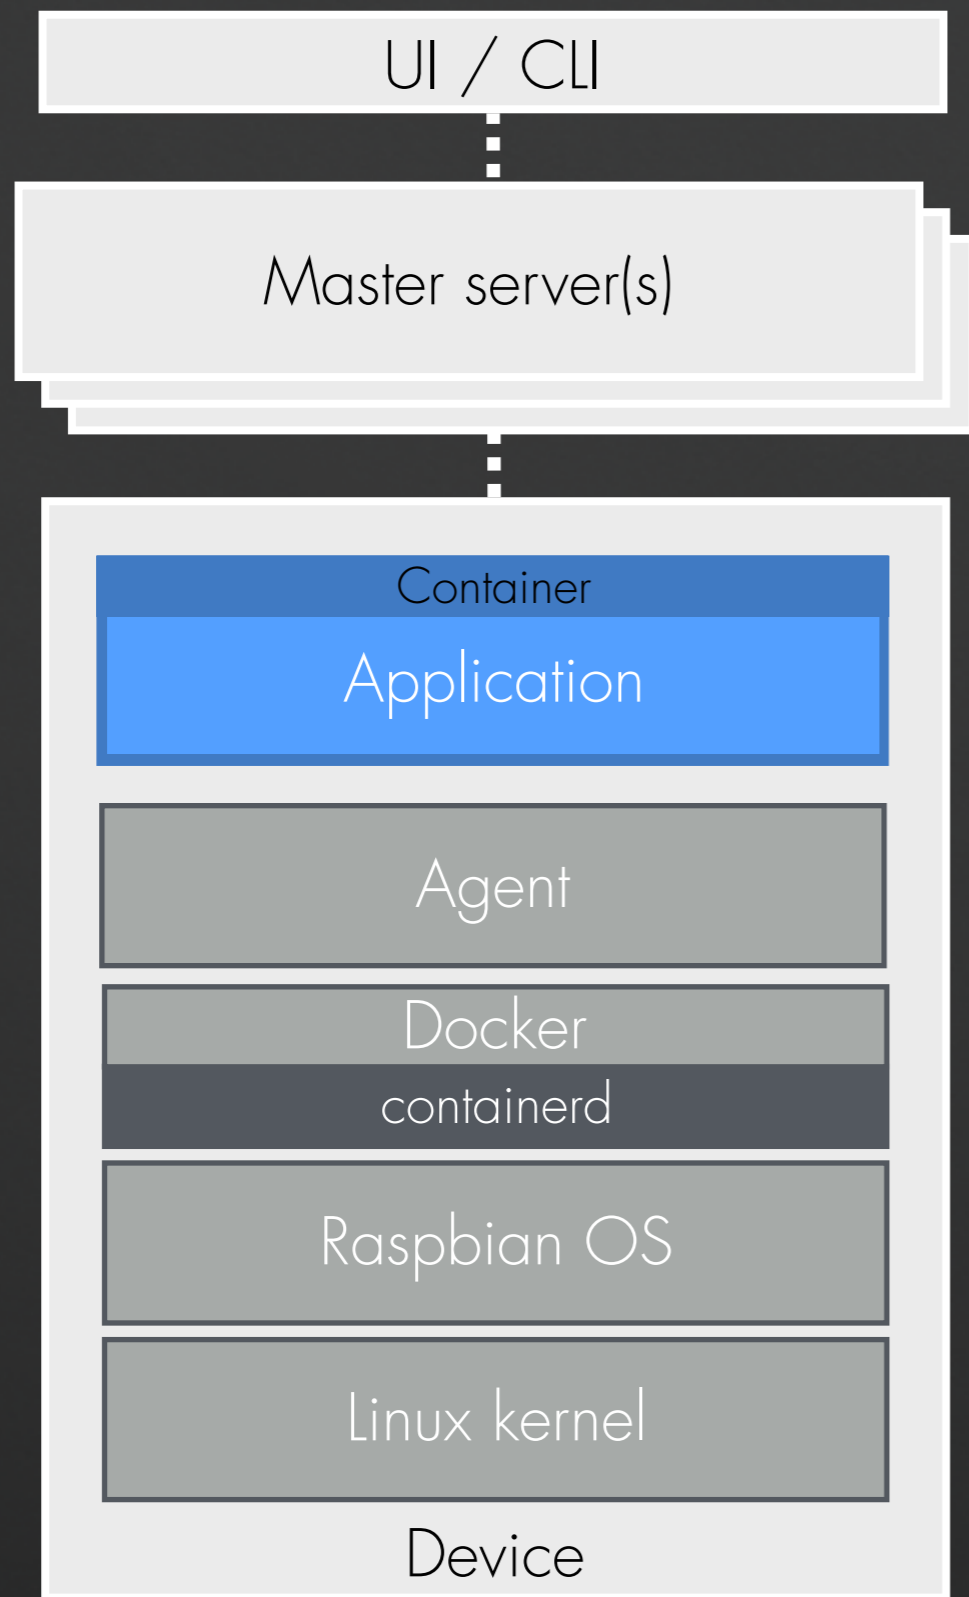 UI / CLI
Master server(s)
Container
Application
Agent
Docker
containerd
Raspbian OS
Linux kernel
Device